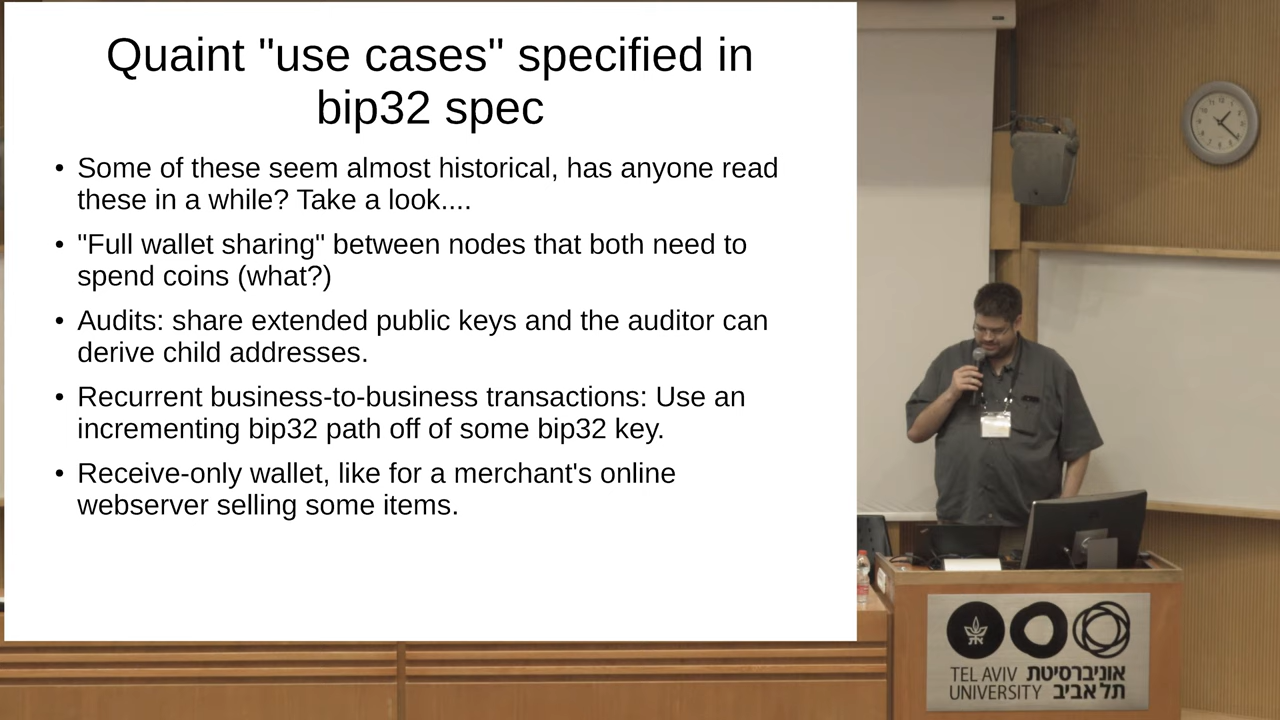 Quaint "use cases" specified in
bip32 spec
• Some of these seem almost historical, has anyone read
these in a while? Take a look....
• "Full wallet sharing" between nodes that both need to
spend coins (what?)
• Audits: share extended public keys and the auditor can
derive child addresses.
• Recurrent business-to-business transactions: Use an
incrementing bip32 path off of some bip32 key.
• Receive-only wallet, like for a merchant's online
webserver selling some items.
TEL AVIV אוניברסיטת
UNIVERSITY תל אביב